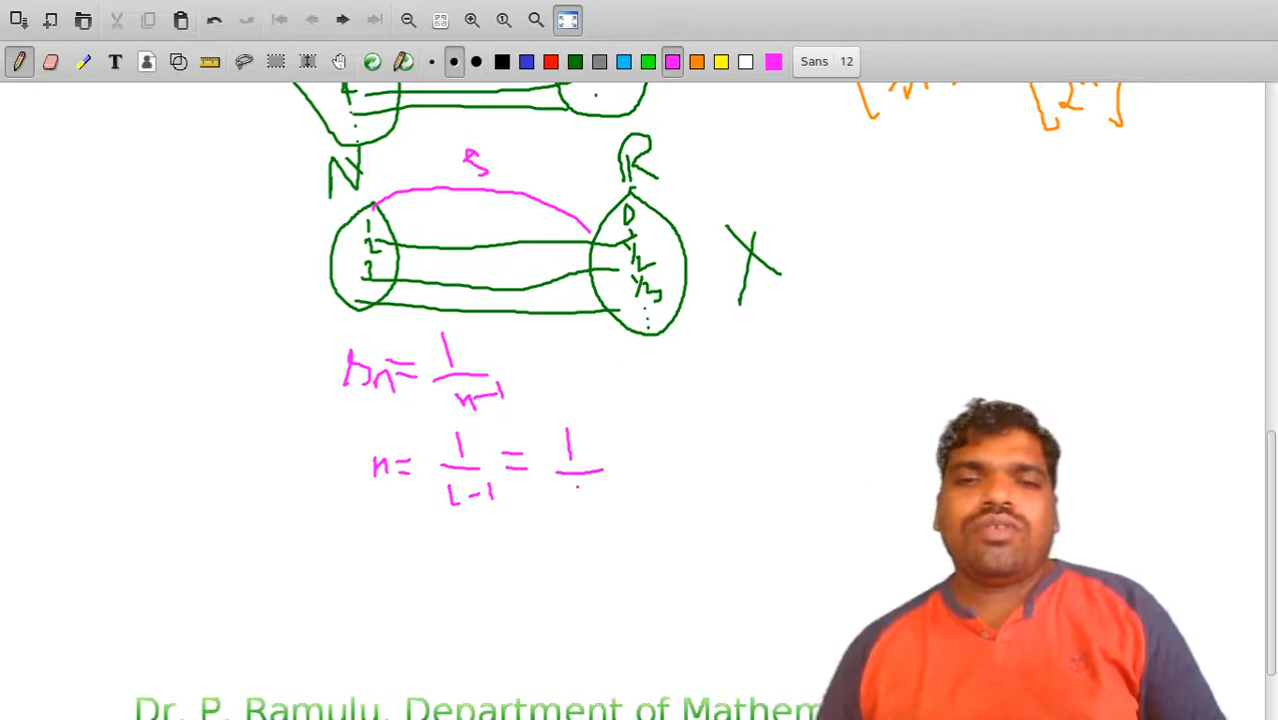 Sans 12
N R
S
1 0
2 1
1/2
3 1/3
X
Sn = 1/n-1
n = 1/1-1 = 1/
Dr. P. Ramulu, Department of Mathem